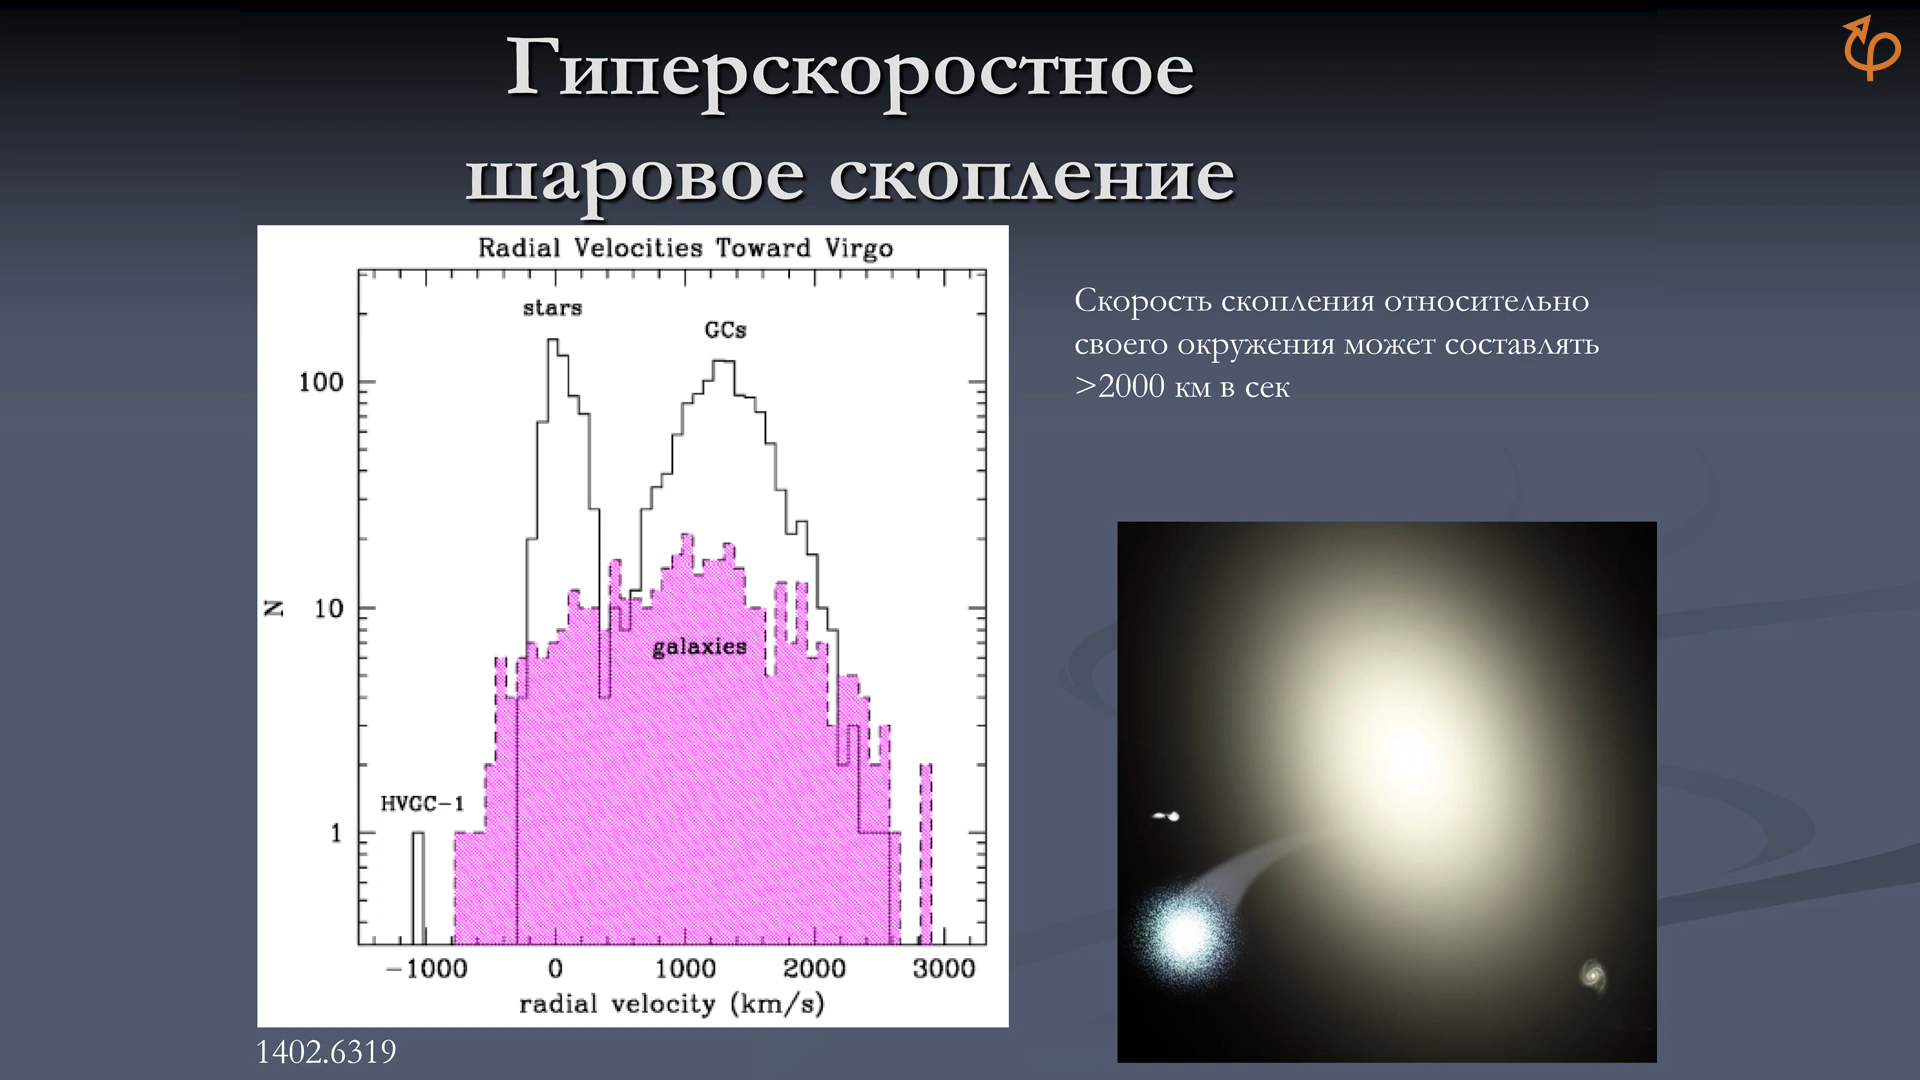 Гиперскоростное
шаровое скопление
Radial Velocities Toward Virgo
stars
GCs
100
Скорость скопления относительно
своего окружения может составлять
>2000 км в сек
N
10
galaxies
HVGC-1
1
-1000 0 1000 2000 3000
radial velocity (km/s)
1402.6319